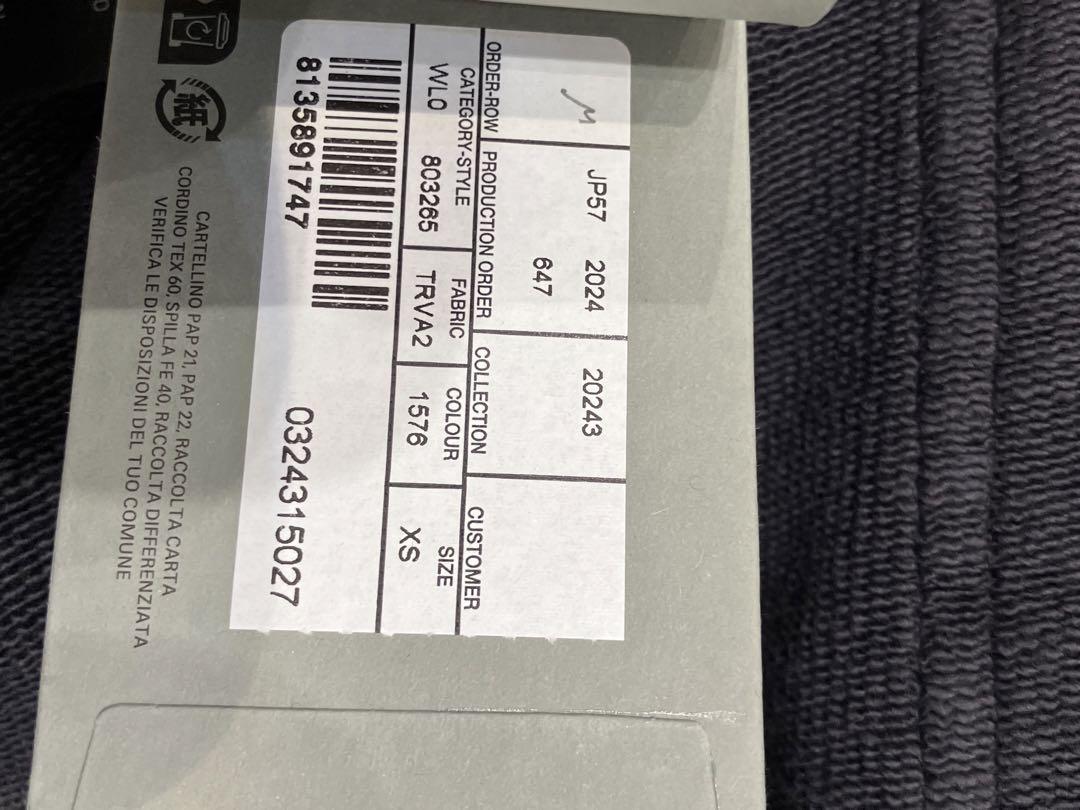 M
JP57 2024 20243
647
ORDER-ROW PRODUCTION ORDER COLLECTION CUSTOMER
CATEGORY-STYLE FABRIC COLOUR SIZE
WL0 803265 TRVA2 1576 XS
8135891747 0324315027
紙
CARTELLINO PAP 21, PAP 22, RACCOLTA CARTA
CORDINO TEX 60, SPILLA FE 40, RACCOLTA DIFFERENZIATA
VERIFICA LE DISPOSIZIONI DEL TUO COMUNE